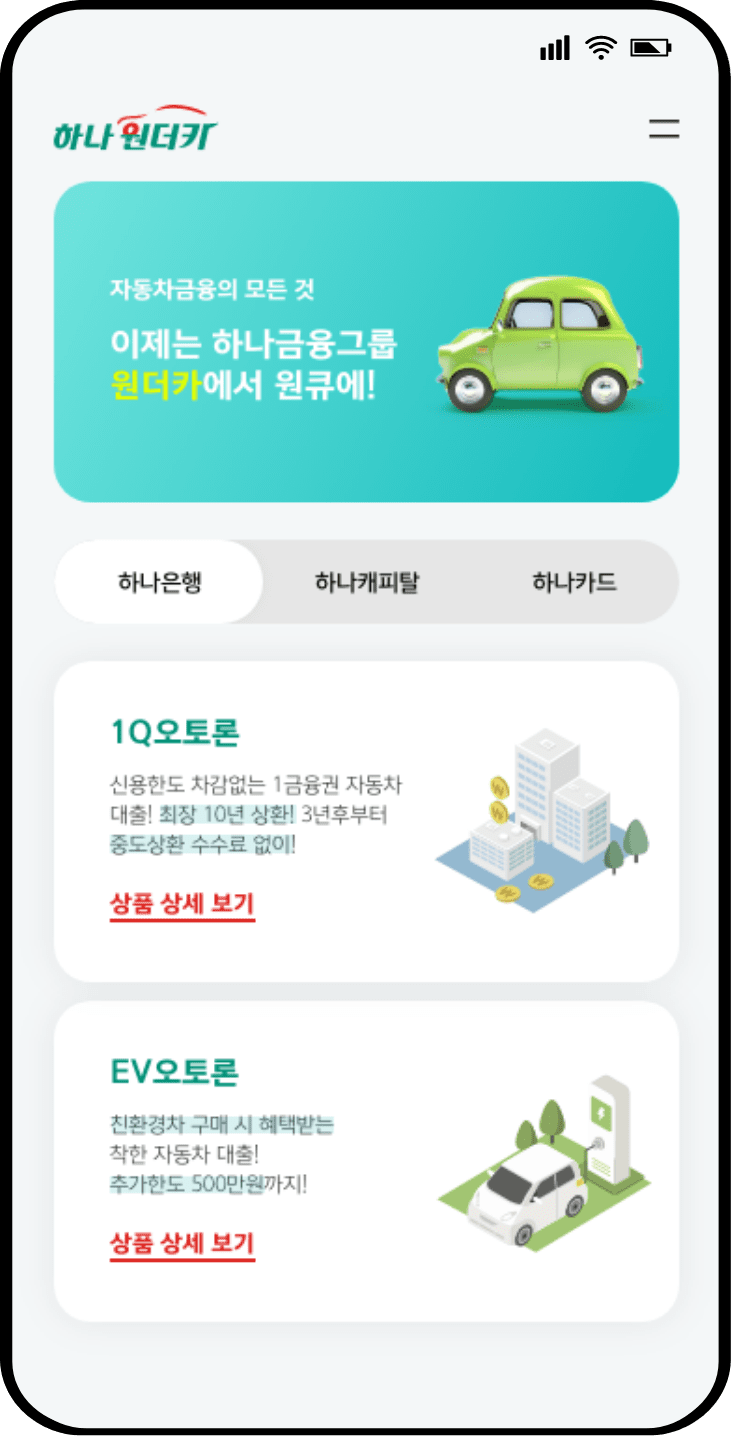 하나 원더카
자동차금융의 모든 것
이제는 하나금융그룹
원더카에서 원큐에!
하나은행 하나캐피탈 하나카드
1Q오토론
신용한도 차감없는 1금융권 자동차
대출! 최장 10년 상환! 3년후부터
중도상환 수수료 없이!
상품 상세 보기
EV오토론
친환경차 구매 시 혜택받는
착한 자동차 대출!
추가한도 500만원까지!
상품 상세 보기